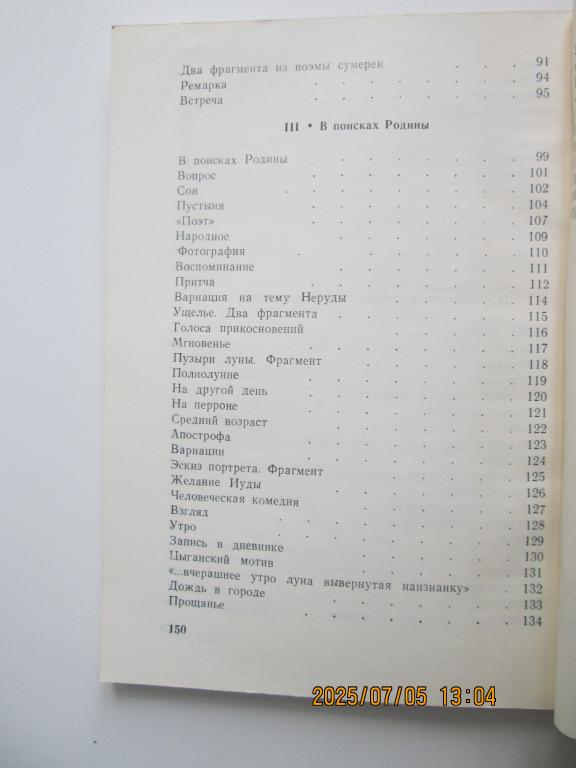 Два фрагмента из поэмы сумерек . . . 91
Ремарка . . . . . . 94
Встреча . . . . . . 95
III • В поисках Родины
В поисках Родины . . . . . . 99
Вопрос . . . . . . . 101
Сон . . . . . . . . 102
Пустыня . . . . . . . 104
«Поэт» . . . . . . . 107
Народное . . . . . . 109
Фотография . . . . . . . 110
Воспоминание . . . . . . 111
Притча . . . . . . . 112
Вариация на тему Неруды . . . . . . 114
Ущелье. Два фрагмента . . . . . . 115
Голоса прикосновений . . . . . . 116
Мгновенье . . . . . . . 117
Пузыри луны. Фрагмент . . . . . . 118
Полнолуние . . . . . . . 119
На другой день . . . . . . . 120
На перроне . . . . . . . 121
Средний возраст . . . . . . 122
Апострофа . . . . . . 123
Вариации . . . . . . . 124
Эскиз портрета. Фрагмент . . . . . . 125
Желание Иуды . . . . . . 126
Человеческая комедия . . . . . . 127
Взгляд . . . . . . . . 128
Утро . . . . . . . . 129
Запись в дневнике . . . . . . 130
Цыганский мотив . . . . . . 131
«...вчерашнее утро луна вывернутая наизнанку» . . 132
Дождь в городе . . . . . . . 133
Прощанье . . . . . . . . 134
150
2025/07/05 13:04